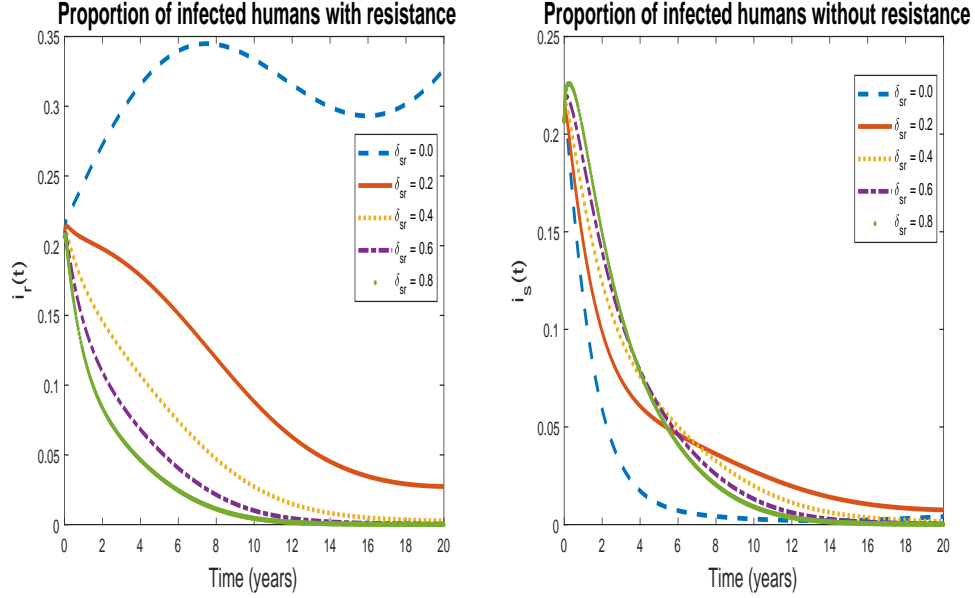 Proportion of infected humans with resistance
0.35
0.3
0.25
0.2
0.15
0.1
0.05
0
i_r(t)
δ_sr = 0.0
δ_sr = 0.2
δ_sr = 0.4
δ_sr = 0.6
δ_sr = 0.8
0 2 4 6 8 10 12 14 16 18 20
Time (years)
Proportion of infected humans without resistance
0.25
0.2
0.15
0.1
0.05
0
i_s(t)
δ_sr = 0.0
δ_sr = 0.2
δ_sr = 0.4
δ_sr = 0.6
δ_sr = 0.8
0 2 4 6 8 10 12 14 16 18 20
Time (years)